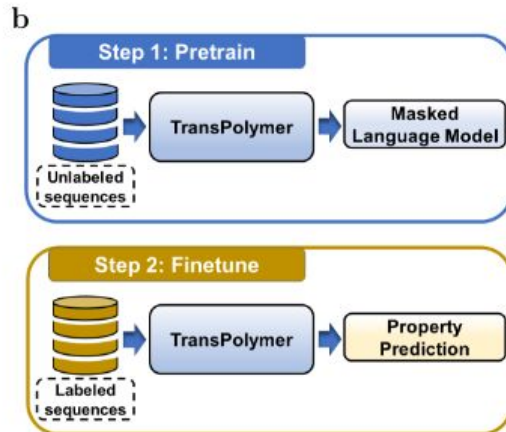 b
Step 1: Pretrain
TransPolymer
Masked
Language Model
Unlabeled
sequences
Step 2: Finetune
TransPolymer
Property
Prediction
Labeled
sequences